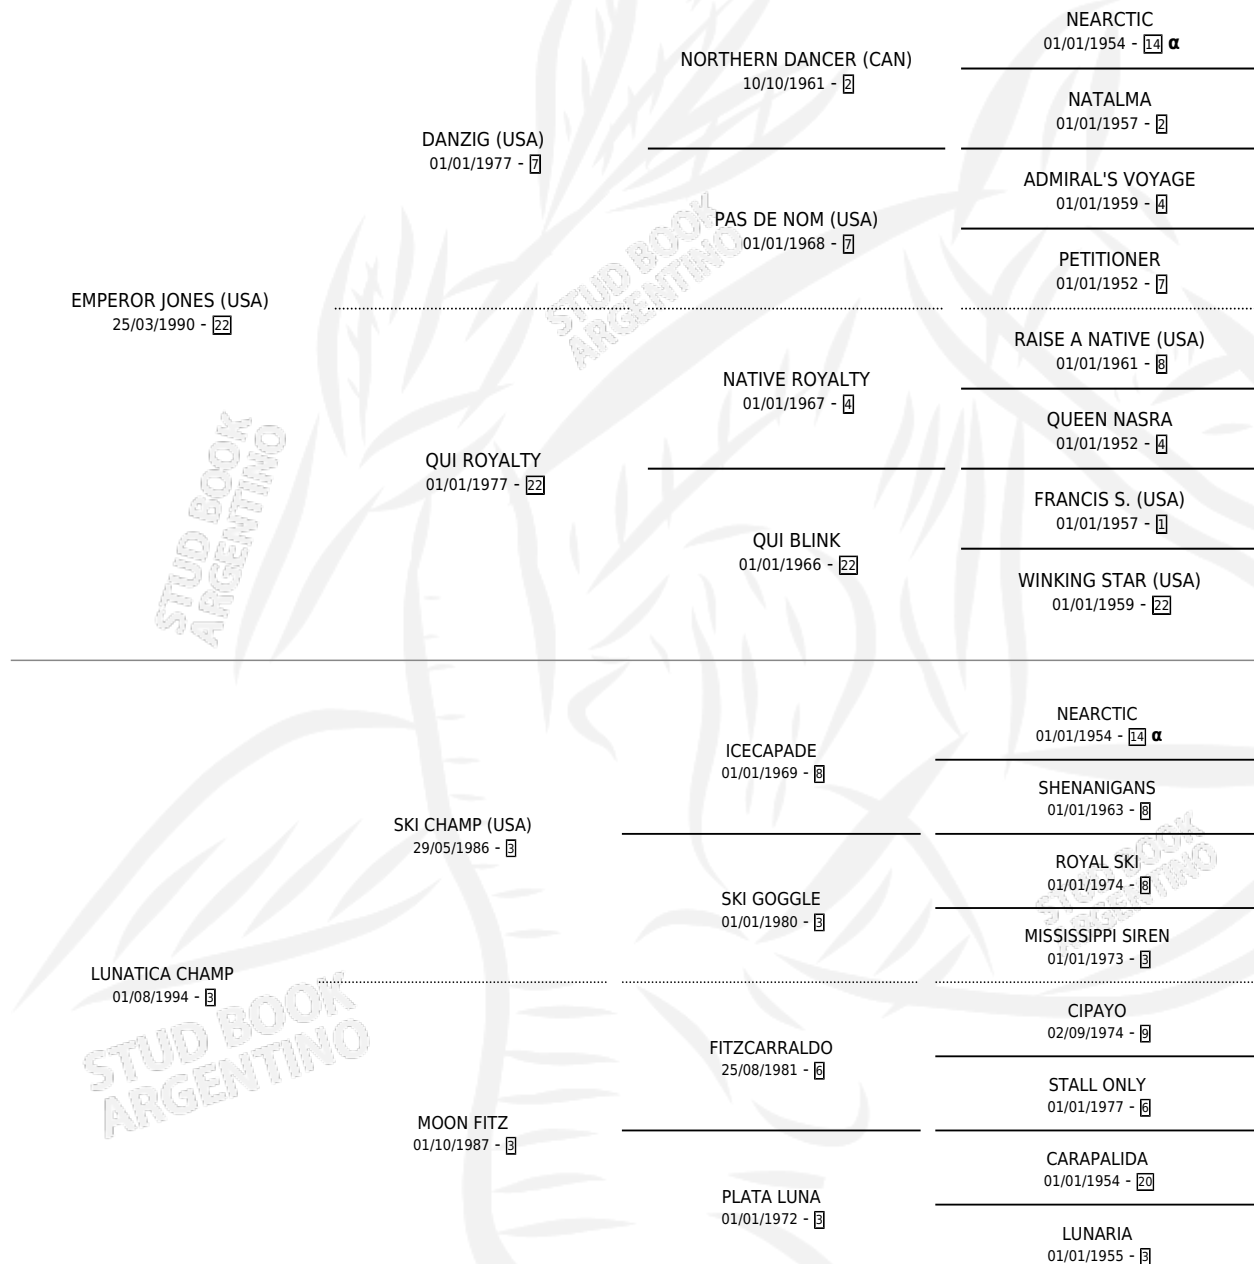 NEARCTIC
01/01/1954 - 14 α
NORTHERN DANCER (CAN)
10/10/1961 - 2
NATALMA
01/01/1957 - 2
DANZIG (USA)
01/01/1977 - 7
ADMIRAL'S VOYAGE
01/01/1959 - 4
PAS DE NOM (USA)
01/01/1968 - 7
PETITIONER
01/01/1952 - 7
EMPEROR JONES (USA)
25/03/1990 - 22
RAISE A NATIVE (USA)
01/01/1961 - 8
NATIVE ROYALTY
01/01/1967 - 4
QUEEN NASRA
01/01/1952 - 4
QUI ROYALTY
01/01/1977 - 22
FRANCIS S. (USA)
01/01/1957 - 1
QUI BLINK
01/01/1966 - 22
WINKING STAR (USA)
01/01/1959 - 22
STUD BOOK
ARGENTINO
STUD BOOK
ARGENTINO
NEARCTIC
01/01/1954 - 14 α
ICECAPADE
01/01/1969 - 8
SHENANIGANS
01/01/1963 - 8
SKI CHAMP (USA)
29/05/1986 - 3
ROYAL SKI
01/01/1974 - 8
SKI GOGGLE
01/01/1980 - 3
MISSISSIPPI SIREN
01/01/1973 - 3
LUNATICA CHAMP
01/08/1994 - 3
CIPAYO
02/09/1974 - 9
FITZCARRALDO
25/08/1981 - 6
STALL ONLY
01/01/1977 - 6
MOON FITZ
01/10/1987 - 3
CARAPALIDA
01/01/1954 - 20
PLATA LUNA
01/01/1972 - 3
LUNARIA
01/01/1955 - 3
STUD BOOK
ARGENTINO
STUD BOOK
ARGENTINO